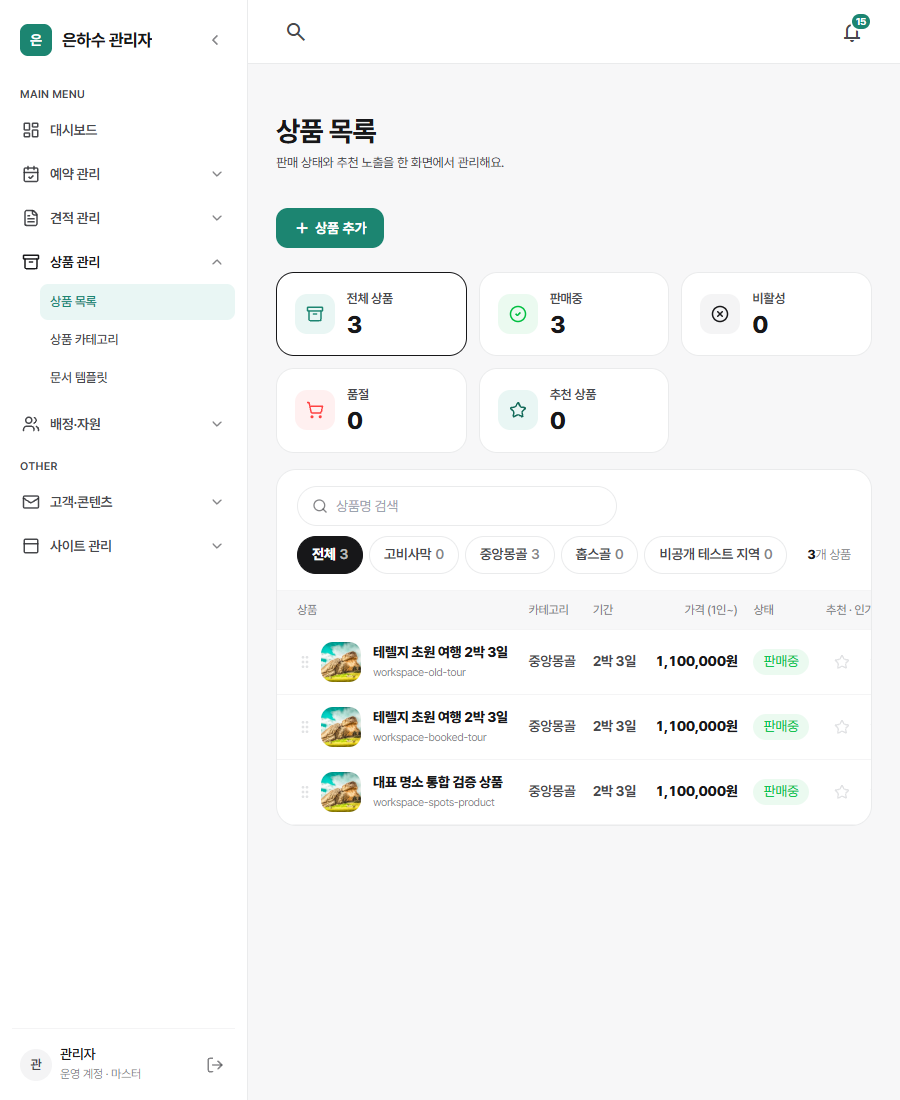 은 은하수 관리자
15
MAIN MENU
대시보드
예약 관리
견적 관리
상품 관리
상품 목록
상품 카테고리
문서 템플릿
배정·자원
OTHER
고객·콘텐츠
사이트 관리
관 관리자
운영 계정 · 마스터
상품 목록
판매 상태와 추천 노출을 한 화면에서 관리해요.
+ 상품 추가
전체 상품
3
판매중
3
비활성
0
품절
0
추천 상품
0
상품명 검색
전체 3 고비사막 0 중앙몽골 3 홉스골 0 비공개 테스트 지역 0 3개 상품
상품 카테고리 기간 가격 (1인~) 상태 추천 · 인기
테렐지 초원 여행 2박 3일 중앙몽골 2박 3일 1,100,000원 판매중
workspace-old-tour
테렐지 초원 여행 2박 3일 중앙몽골 2박 3일 1,100,000원 판매중
workspace-booked-tour
대표 명소 통합 검증 상품 중앙몽골 2박 3일 1,100,000원 판매중
workspace-spots-product